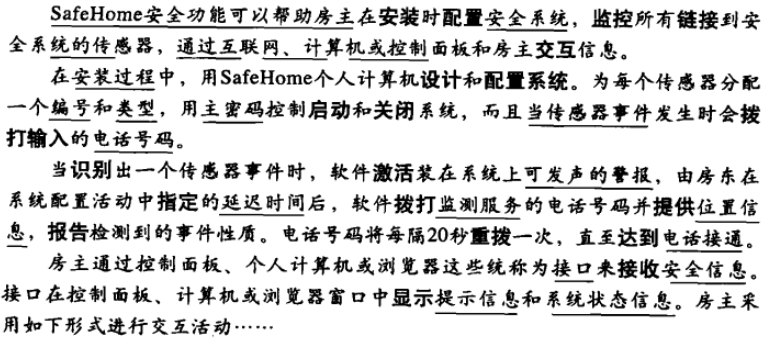 SafeHome安全功能可以帮助房主在安装时配置安全系统，监控所有链接到安
全系统的传感器，通过互联网、计算机或控制面板和房主交互信息。
在安装过程中，用SafeHome个人计算机设计和配置系统。为每个传感器分配
一个编号和类型，用主密码控制启动和关闭系统，而且当传感器事件发生时会拨
打输入的电话号码。
当识别出一个传感器事件时，软件激活装在系统上可发声的警报，由房东在
系统配置活动中指定的延迟时间后，软件拨打监测服务的电话号码并提供位置信
息，报告检测到的事件性质。电话号码将每隔20秒重拨一次，直至达到电话接通。
房主通过控制面板、个人计算机或浏览器这些统称为接口来接收安全信息。
接口在控制面板、计算机或浏览器窗口中显示提示信息和系统状态信息。房主采
用如下形式进行交互活动……